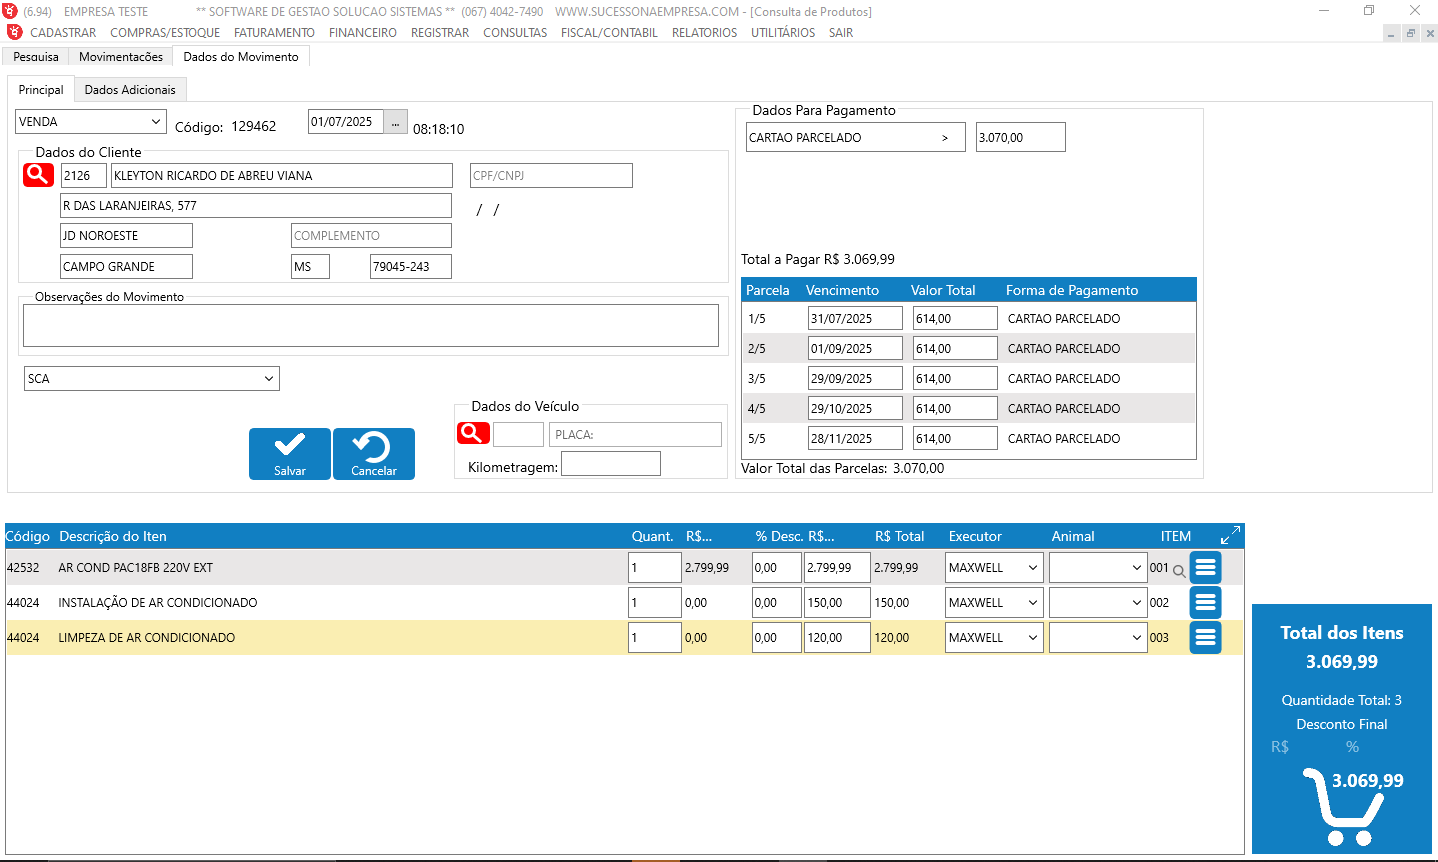 (6.94) EMPRESA TESTE ** SOFTWARE DE GESTAO SOLUCAO SISTEMAS ** (067) 4042-7490 WWW.SUCESSONAEMPRESA.COM - [Consulta de Produtos]
CADASTRAR COMPRAS/ESTOQUE FATURAMENTO FINANCEIRO REGISTRAR CONSULTAS FISCAL/CONTABIL RELATORIOS UTILITÁRIOS SAIR
Pesquisa Movimentacões Dados do Movimento
Principal Dados Adicionais
VENDA Código: 129462 01/07/2025 ... 08:18:10
Dados do Cliente
2126 KLEYTON RICARDO DE ABREU VIANA CPF/CNPJ
R DAS LARANJEIRAS, 577 / /
JD NOROESTE COMPLEMENTO
CAMPO GRANDE MS 79045-243
Observações do Movimento
SCA
Salvar Cancelar
Dados do Veículo
PLACA:
Kilometragem:
Dados Para Pagamento
CARTAO PARCELADO > 3.070,00
Total a Pagar R$ 3.069,99
Parcela Vencimento Valor Total Forma de Pagamento
1/5 31/07/2025 614,00 CARTAO PARCELADO
2/5 01/09/2025 614,00 CARTAO PARCELADO
3/5 29/09/2025 614,00 CARTAO PARCELADO
4/5 29/10/2025 614,00 CARTAO PARCELADO
5/5 28/11/2025 614,00 CARTAO PARCELADO
Valor Total das Parcelas: 3.070,00
Código Descrição do Iten Quant. R$... % Desc. R$... R$ Total Executor Animal ITEM
42532 AR COND PAC18FB 220V EXT 1 2.799,99 0,00 2.799,99 2.799,99 MAXWELL 001
44024 INSTALAÇÃO DE AR CONDICIONADO 1 0,00 0,00 150,00 150,00 MAXWELL 002
44024 LIMPEZA DE AR CONDICIONADO 1 0,00 0,00 120,00 120,00 MAXWELL 003
Total dos Itens
3.069,99
Quantidade Total: 3
Desconto Final
R$ %
3.069,99